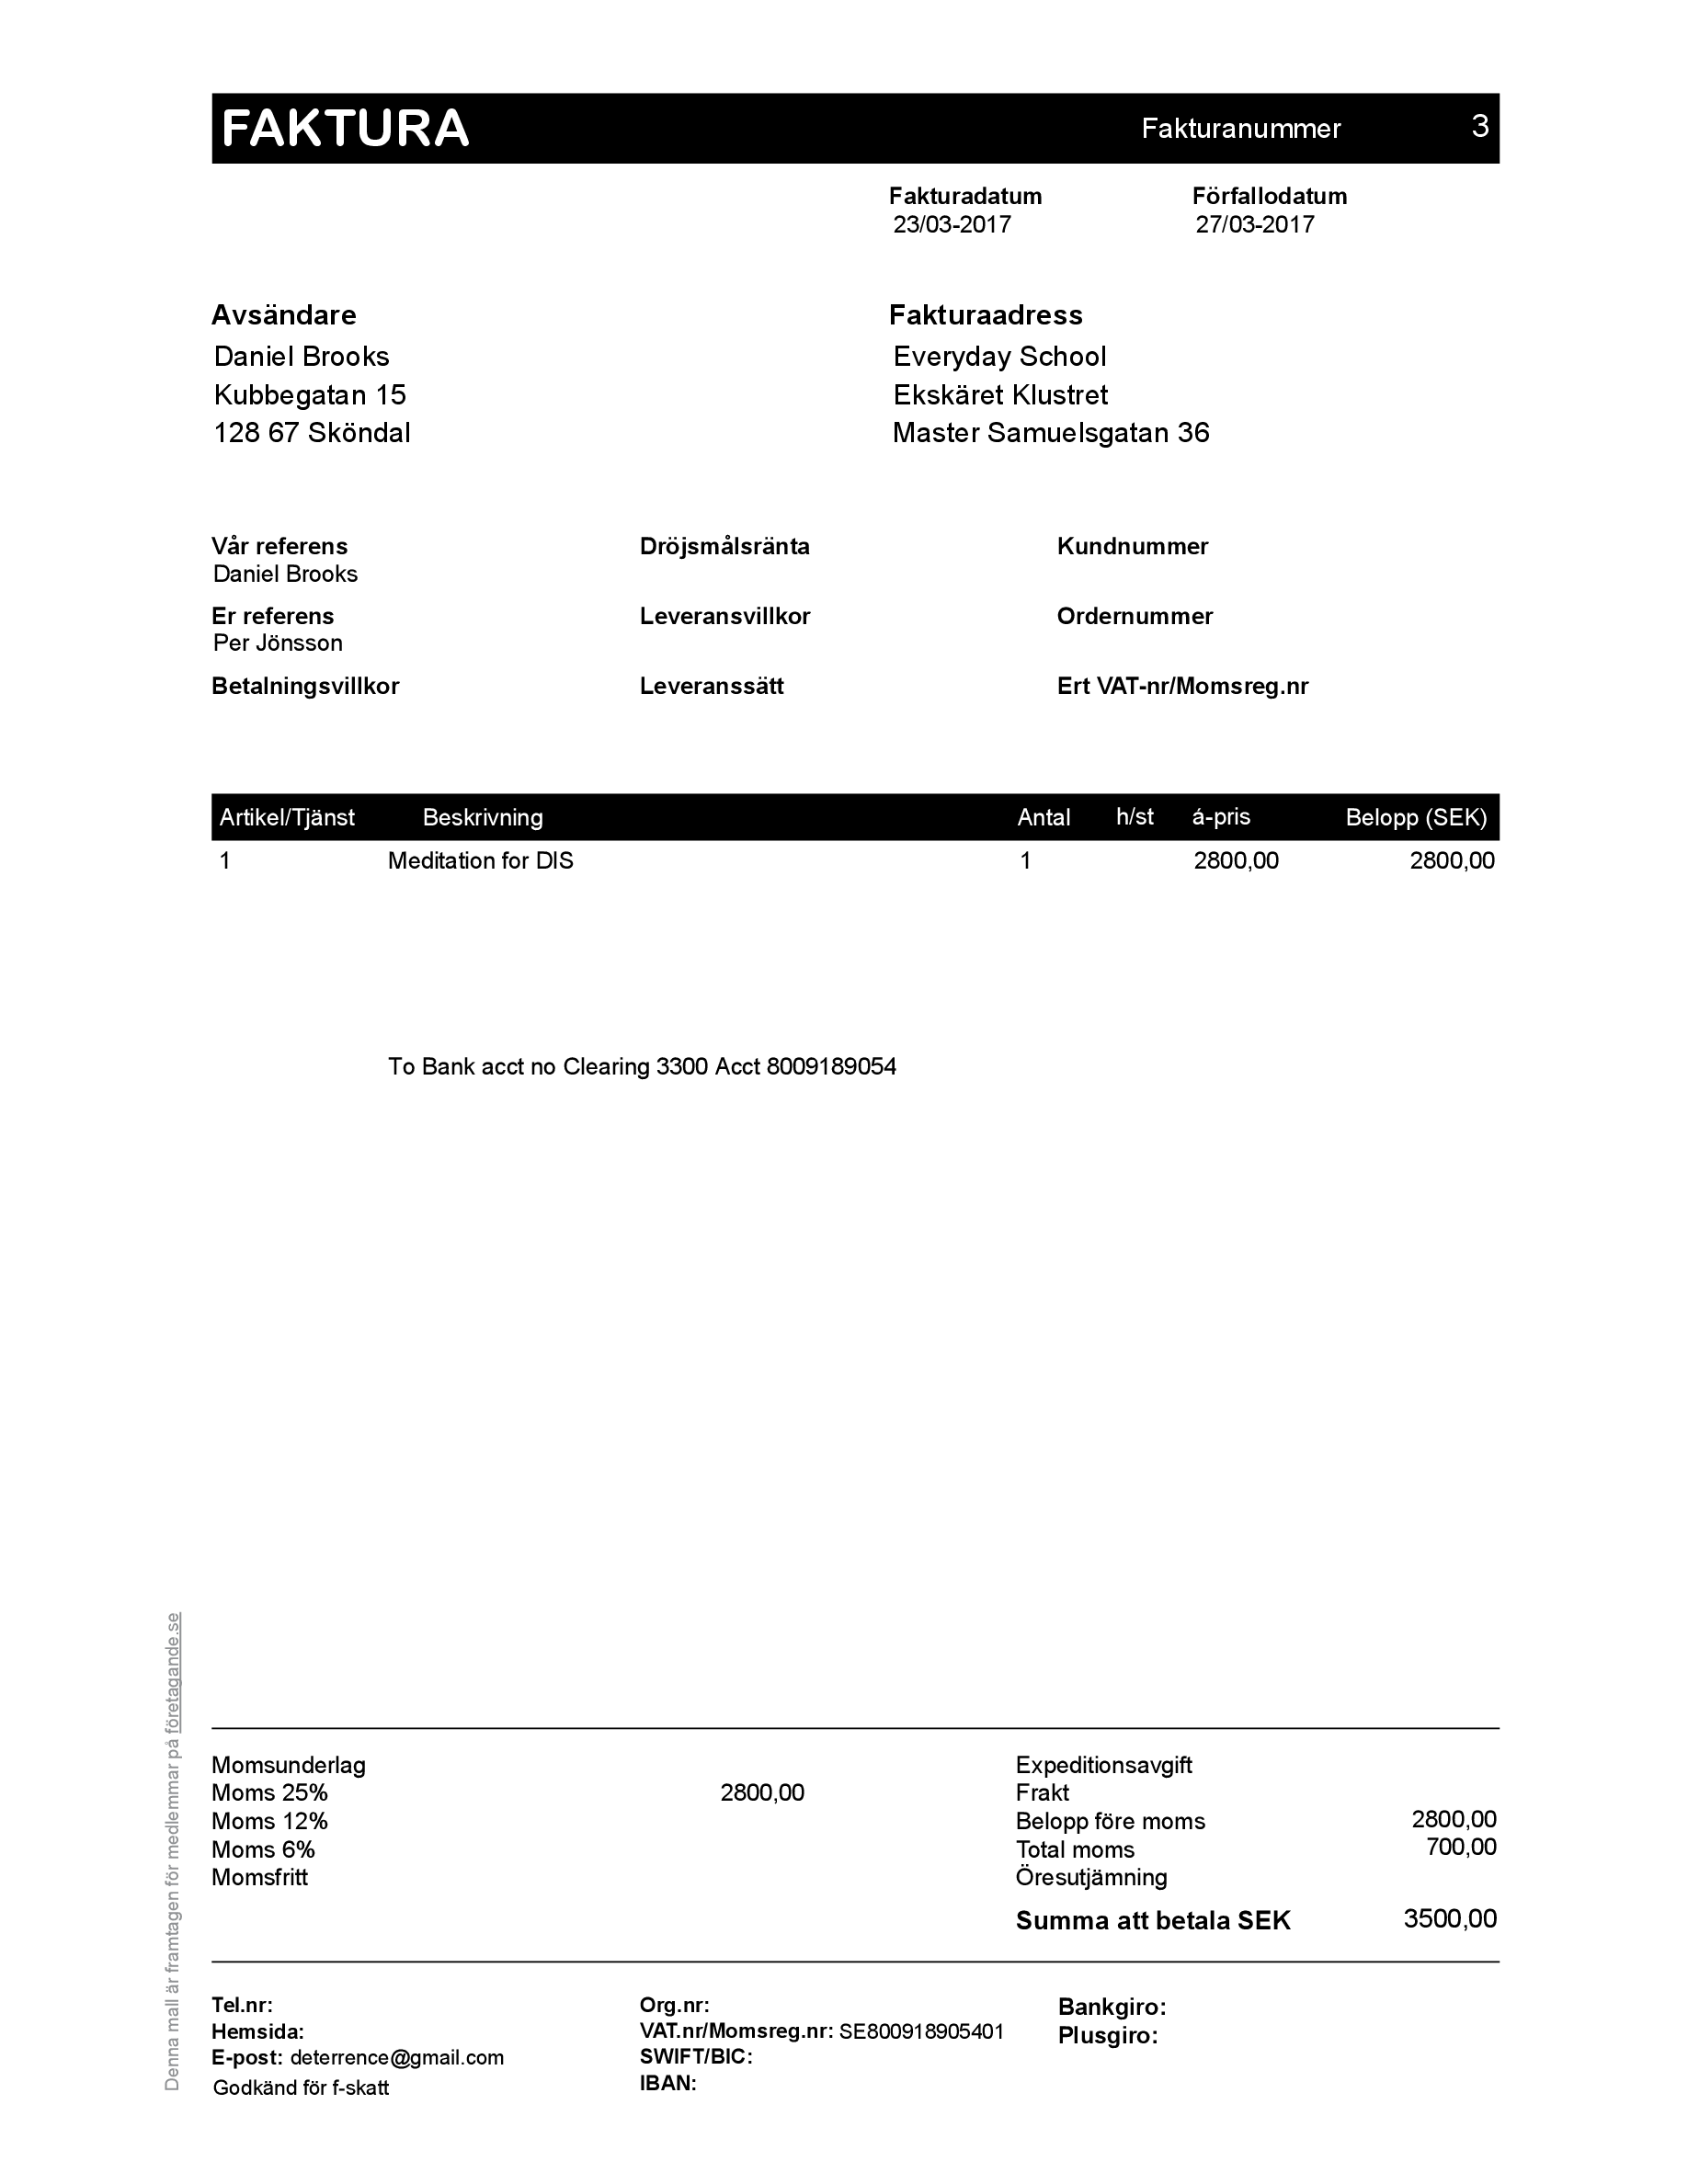 FAKTURA Fakturanummer 3
Fakturadatum Förfallodatum
23/03-2017 27/03-2017
Avsändare Fakturaadress
Daniel Brooks Everyday School
Kubbegatan 15 Ekskäret Klustret
128 67 Sköndal Master Samuelsgatan 36
Vår referens Dröjsmålsränta Kundnummer
Daniel Brooks
Er referens Leveransvillkor Ordernummer
Per Jönsson
Betalningsvillkor Leveranssätt Ert VAT-nr/Momsreg.nr
Artikel/Tjänst Beskrivning Antal h/st á-pris Belopp (SEK)
1 Meditation for DIS 1 2800,00 2800,00
To Bank acct no Clearing 3300 Acct 8009189054
Denna mall är framtagen för medlemmar på företagande.se
Momsunderlag Expeditionsavgift
Moms 25% 2800,00 Frakt
Moms 12% Belopp före moms 2800,00
Moms 6% Total moms 700,00
Momsfritt Öresutjämning
Summa att betala SEK 3500,00
Tel.nr: Org.nr: Bankgiro:
Hemsida: VAT.nr/Momsreg.nr: SE800918905401 Plusgiro:
E-post: deterrence@gmail.com SWIFT/BIC:
Godkänd för f-skatt IBAN: